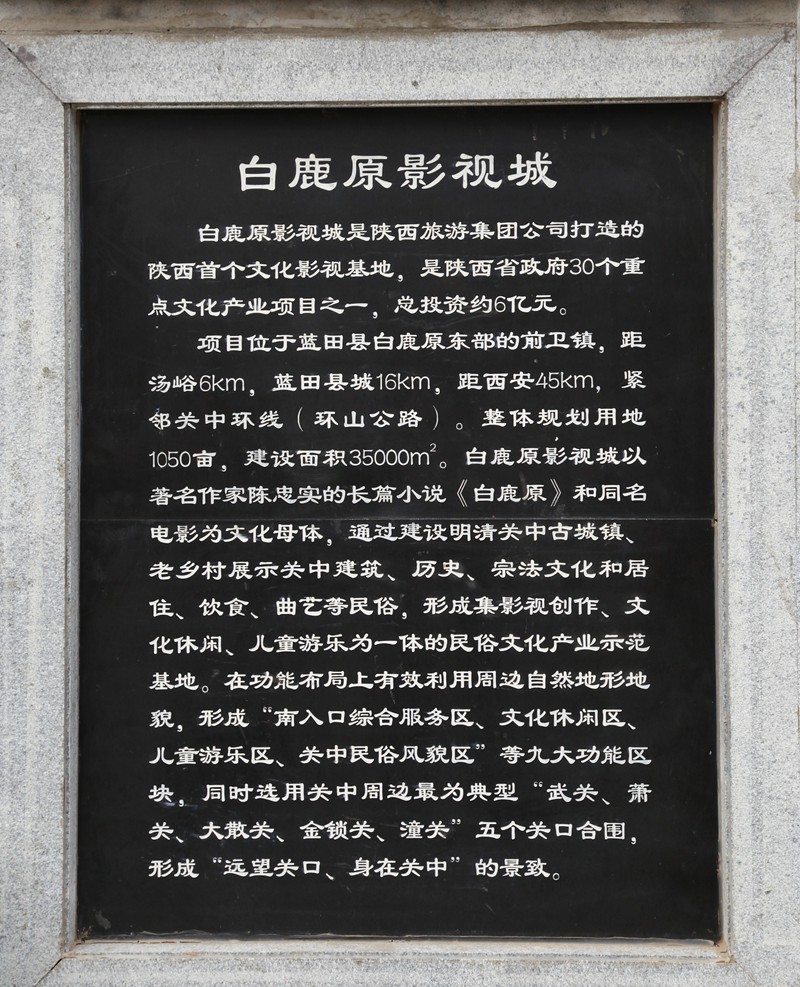 白鹿原影视城
白鹿原影视城是陕西旅游集团公司打造的
陕西首个文化影视基地，是陕西省政府30个重
点文化产业项目之一，总投资约6亿元。
项目位于蓝田县白鹿原东部的前卫镇，距
汤峪6km，蓝田县城16km，距西安45km，紧
邻关中环线（环山公路）。整体规划用地
1050亩，建设面积35000m²。白鹿原影视城以
著名作家陈忠实的长篇小说《白鹿原》和同名
电影为文化母体，通过建设明清关中古城镇、
老乡村展示关中建筑、历史、宗法文化和居
住、饮食、曲艺等民俗，形成集影视创作、文
化休闲、儿童游乐为一体的民俗文化产业示范
基地。在功能布局上有效利用周边自然地形地
貌，形成“南入口综合服务区、文化休闲区、
儿童游乐区、关中民俗风貌区”等九大功能区
块，同时选用关中周边最为典型“武关、萧
关、大散关、金锁关、潼关”五个关口合围，
形成“远望关口、身在关中”的景致。